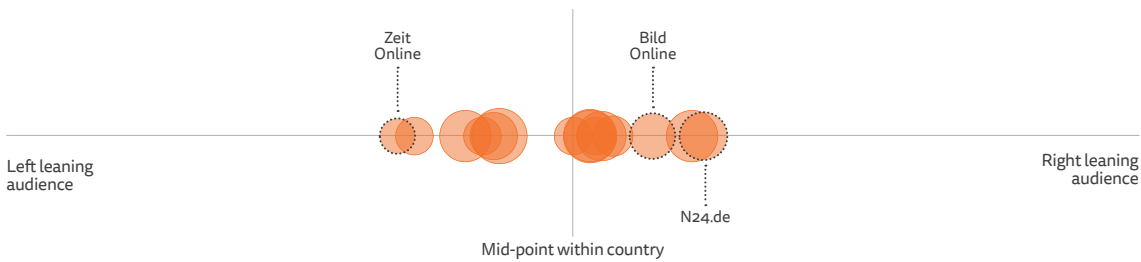 Zeit
Online
Bild
Online
Left leaning
audience
Right leaning
audience
N24.de
Mid-point within country